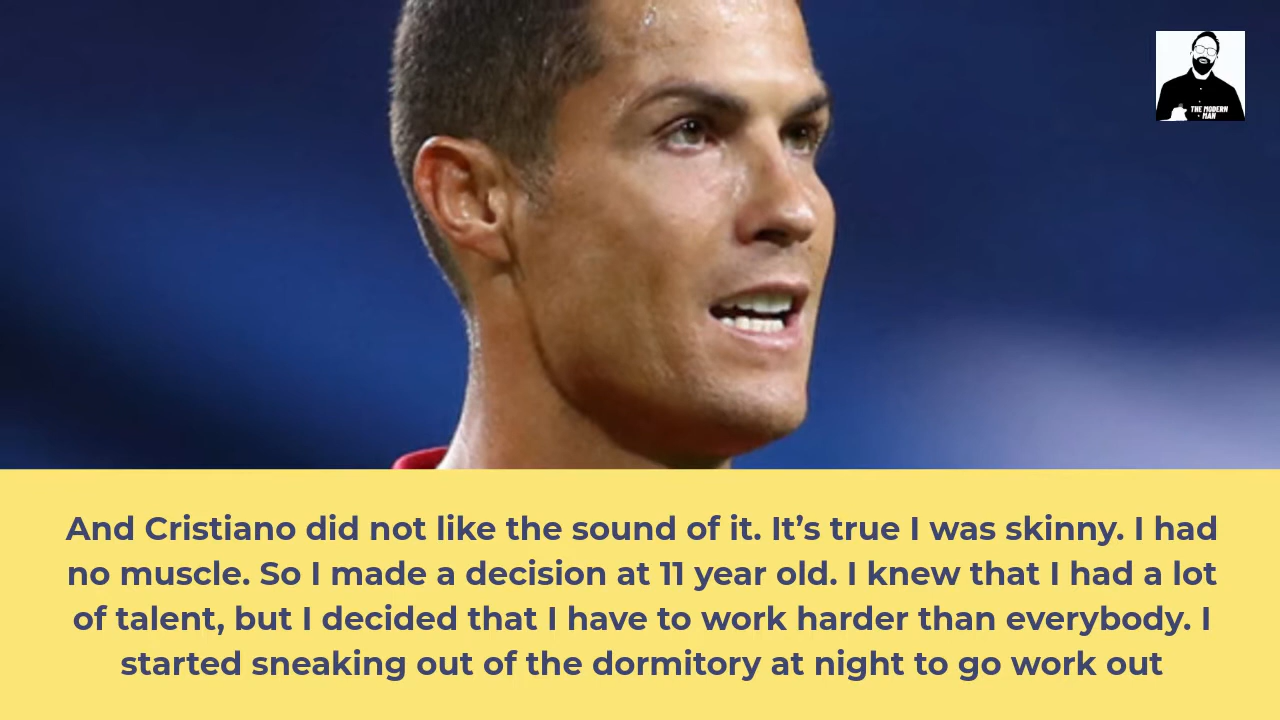 THE MODERN
MAN
And Cristiano did not like the sound of it. It’s true I was skinny. I had
no muscle. So I made a decision at 11 year old. I knew that I had a lot
of talent, but I decided that I have to work harder than everybody. I
started sneaking out of the dormitory at night to go work out